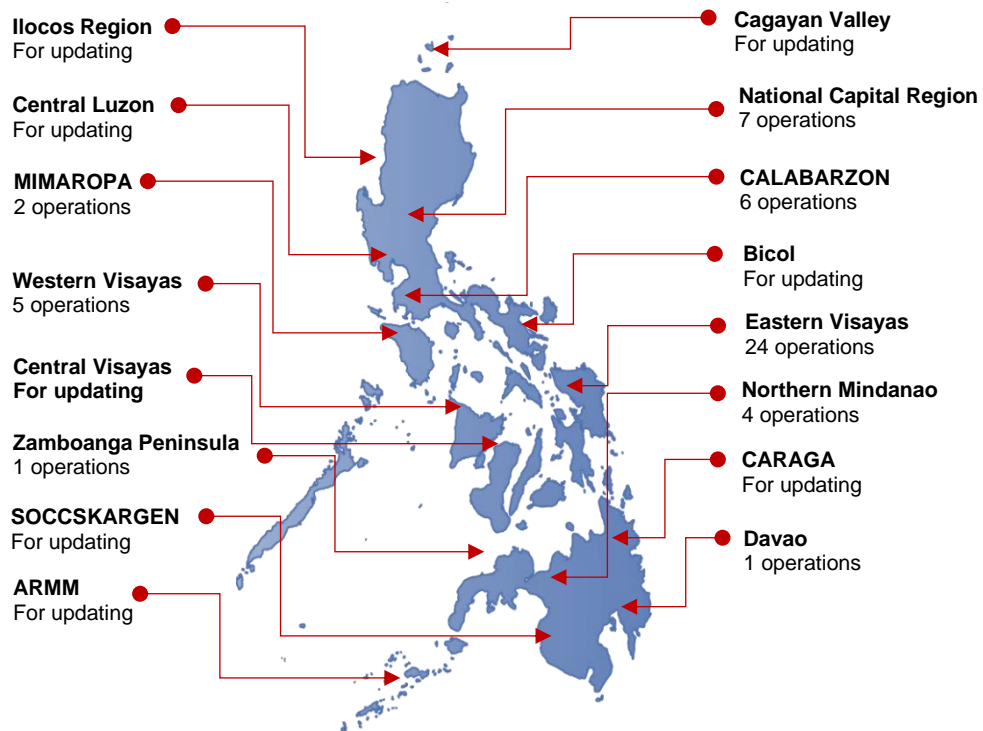 Ilocos Region
For updating
Cagayan Valley
For updating
Central Luzon
For updating
National Capital Region
7 operations
MIMAROPA
2 operations
CALABARZON
6 operations
Western Visayas
5 operations
Bicol
For updating
Eastern Visayas
24 operations
Central Visayas
For updating
Northern Mindanao
4 operations
Zamboanga Peninsula
1 operations
CARAGA
For updating
SOCCSKARGEN
For updating
Davao
1 operations
ARMM
For updating